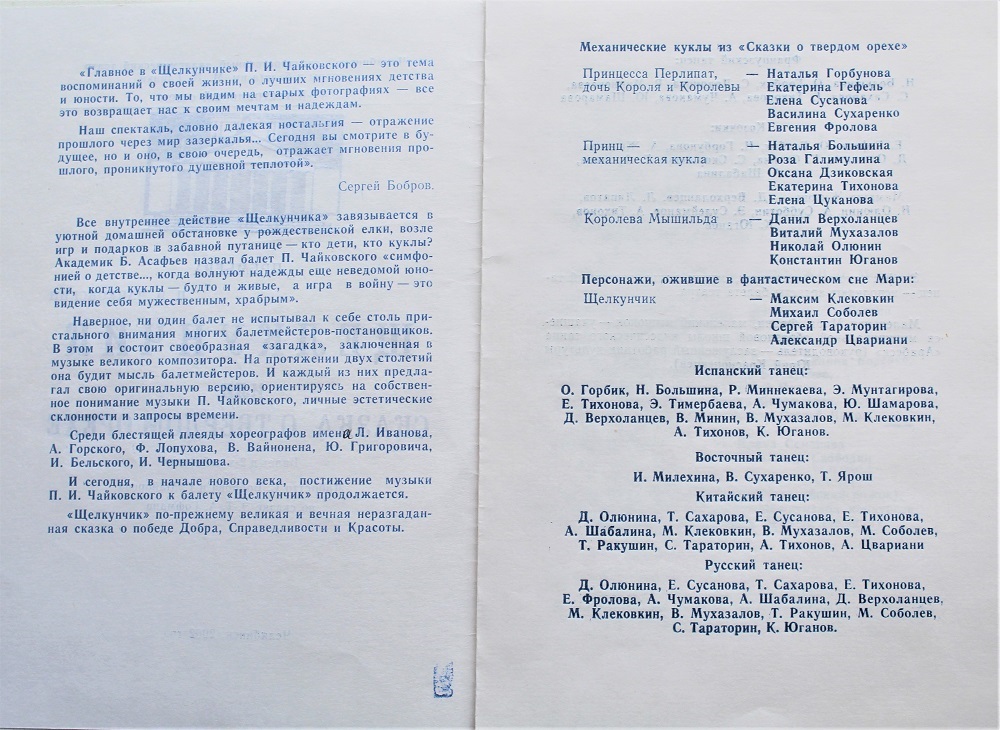 «Главное в «Щелкунчике» П. И. Чайковского — это тема
воспоминаний о своей жизни, о лучших мгновениях детства
и юности. То, что мы видим на старых фотографиях — все
это возвращает нас к своим мечтам и надеждам.
Наш спектакль, словно далекая ностальгия — отражение
прошлого через мир зазеркалья... Сегодня вы смотрите в бу-
дущее, но и оно, в свою очередь, отражает мгновения про-
шлого, проникнутого душевной теплотой».
Сергей Бобров.
Все внутреннее действие «Щелкунчика» завязывается в
уютной домашней обстановке у рождественской елки, возле
игр и подарков в забавной путанице — кто дети, кто куклы?
Академик Б. Асафьев назвал балет П. Чайковского «симфо-
нией о детстве..., когда волнуют надежды еще неведомой юно-
сти, когда куклы — будто и живые, а игра в войну — это
видение себя мужественным, храбрым».
Наверное, ни один балет не испытывал к себе столь при-
стального внимания многих балетмейстеров-постановщиков.
В этом и состоит своеобразная «загадка», заключенная в
музыке великого композитора. На протяжении двух столетий
она будит мысль балетмейстеров. И каждый из них предла-
гал свою оригинальную версию, ориентируясь на собствен-
ное понимание музыки П. Чайковского, личные эстетические
склонности и запросы времени.
Среди блестящей плеяды хореографов имена Л. Иванова,
А. Горского, Ф. Лопухова, В. Вайнонена, Ю. Григоровича,
И. Бельского, И. Чернышова.
И сегодня, в начале нового века, постижение музыки
П. И. Чайковского к балету «Щелкунчик» продолжается.
«Щелкунчик» по-прежнему великая и вечная неразгадан-
ная сказка о победе Добра, Справедливости и Красоты.
Механические куклы из «Сказки о твердом орехе»
Принцесса Перлипат, — Наталья Горбунова
дочь Короля и Королевы Екатерина Гефель
Елена Сусанова
Василина Сухаренко
Евгения Фролова
Принц — — Наталья Большина
механическая кукла Роза Галимулина
Оксана Дзиковская
Екатерина Тихонова
Елена Цуканова
Королева Мышильда — Данил Верхоланцев
Виталий Мухазалов
Николай Олюнин
Константин Юганов
Персонажи, ожившие в фантастическом сне Мари:
Щелкунчик — Максим Клековкин
Михаил Соболев
Сергей Тараторин
Александр Цвариани
Испанский танец:
О. Горбик, Н. Большина, Р. Миннекаева, Э. Мунтагирова,
Е. Тихонова, Э. Тимербаева, А. Чумакова, Ю. Шамарова,
Д. Верхоланцев, В. Минин, В. Мухазалов, М. Клековкин,
А. Тихонов, К. Юганов.
Восточный танец:
И. Милехина, В. Сухаренко, Т. Ярош
Китайский танец:
Д. Олюнина, Т. Сахарова, Е. Сусанова, Е. Тихонова,
А. Шабалина, М. Клековкин, В. Мухазалов, М. Соболев,
Т. Ракушин, С. Тараторин, А. Тихонов, А. Цвариани
Русский танец:
Д. Олюнина, Е. Сусанова, Т. Сахарова, Е. Тихонова,
Е. Фролова, А. Чумакова, А. Шабалина, Д. Верхоланцев,
М. Клековкин, В. Мухазалов, Т. Ракушин, М. Соболев,
С. Тараторин, К. Юганов.